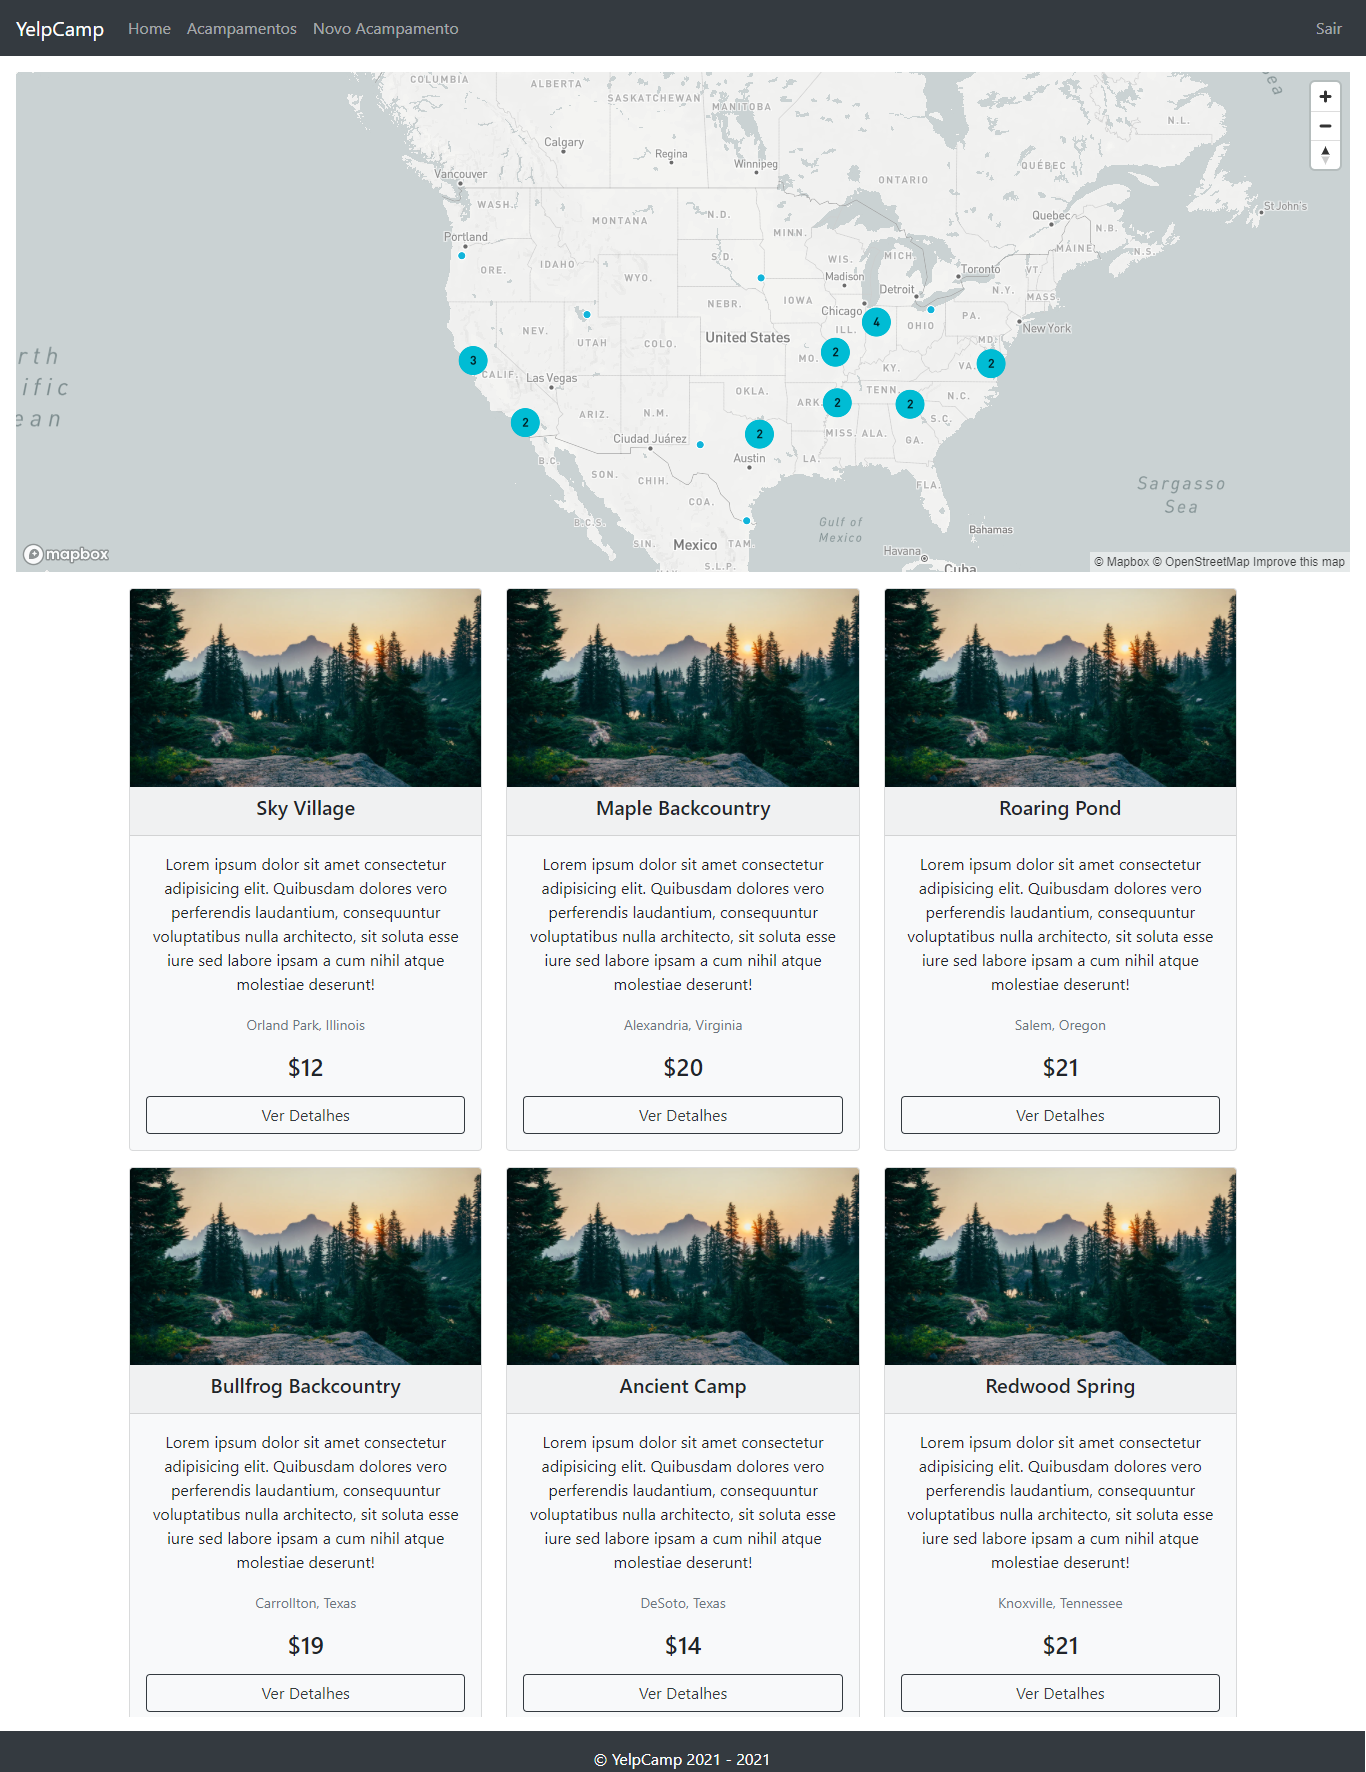 YelpCamp Home Acampamentos Novo Acampamento Sair
COLUMBIA
ALBERTA
SASKATCHEWAN
MANITOBA
N.L.
Calgary
Regina
Winnipeg
QUÉBEC
ONTARIO
Vancouver
WASH.
MONTANA
N.D.
MINN.
Quebec
St John's
N.B.
Portland
MAINE
N.S.
ORE.
IDAHO
WYO.
S.D.
WIS.
MICH
Madison
Toronto
VT.
NEBR.
IOWA
Chicago
Detroit
N.Y.
MASS.
4
OHIO
PA.
New York
NEV.
UTAH
COLO.
United States
ILL.
MD.
3
CALIF.
Las Vegas
MO.
2
KY.
VA.
2
OKLA.
ARK.
2
TENN.
2
N.C.
2
ARIZ.
N.M.
S.C.
Ciudad Juárez
2
MISS.
ALA.
GA.
Austin
LA.
B.C.
SON.
CHIH.
FLA.
COA.
B.C.S.
Gulf of
Mexico
Sargasso
Sea
Bahamas
SIN.
Mexico
TAM.
Havana
S.L.P.
Cuba
rth
ific
ean
ea
mapbox
© Mapbox © OpenStreetMap Improve this map
Sky Village
Lorem ipsum dolor sit amet consectetur
adipisicing elit. Quibusdam dolores vero
perferendis laudantium, consequuntur
voluptatibus nulla architecto, sit soluta esse
iure sed labore ipsam a cum nihil atque
molestiae deserunt!
Orland Park, Illinois
$12
Ver Detalhes
Maple Backcountry
Lorem ipsum dolor sit amet consectetur
adipisicing elit. Quibusdam dolores vero
perferendis laudantium, consequuntur
voluptatibus nulla architecto, sit soluta esse
iure sed labore ipsam a cum nihil atque
molestiae deserunt!
Alexandria, Virginia
$20
Ver Detalhes
Roaring Pond
Lorem ipsum dolor sit amet consectetur
adipisicing elit. Quibusdam dolores vero
perferendis laudantium, consequuntur
voluptatibus nulla architecto, sit soluta esse
iure sed labore ipsam a cum nihil atque
molestiae deserunt!
Salem, Oregon
$21
Ver Detalhes
Bullfrog Backcountry
Lorem ipsum dolor sit amet consectetur
adipisicing elit. Quibusdam dolores vero
perferendis laudantium, consequuntur
voluptatibus nulla architecto, sit soluta esse
iure sed labore ipsam a cum nihil atque
molestiae deserunt!
Carrollton, Texas
$19
Ver Detalhes
Ancient Camp
Lorem ipsum dolor sit amet consectetur
adipisicing elit. Quibusdam dolores vero
perferendis laudantium, consequuntur
voluptatibus nulla architecto, sit soluta esse
iure sed labore ipsam a cum nihil atque
molestiae deserunt!
DeSoto, Texas
$14
Ver Detalhes
Redwood Spring
Lorem ipsum dolor sit amet consectetur
adipisicing elit. Quibusdam dolores vero
perferendis laudantium, consequuntur
voluptatibus nulla architecto, sit soluta esse
iure sed labore ipsam a cum nihil atque
molestiae deserunt!
Knoxville, Tennessee
$21
Ver Detalhes
© YelpCamp 2021 - 2021